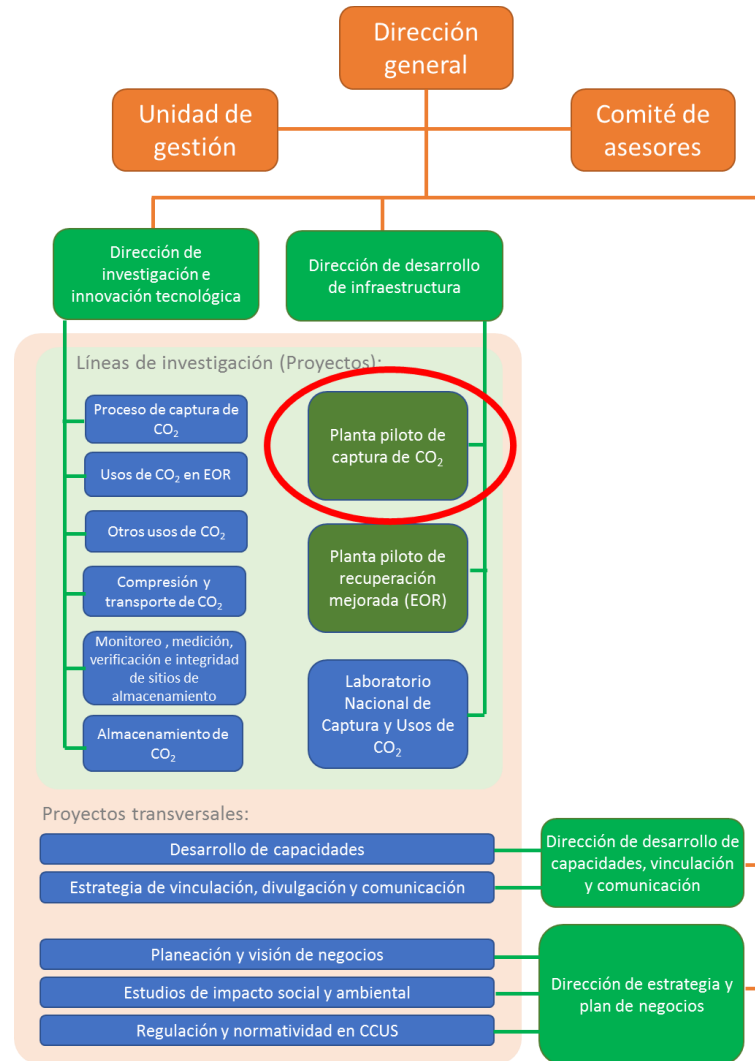 Dirección
general
Unidad de
gestión
Comité de
asesores
Dirección de
investigación e
innovación tecnológica
Dirección de desarrollo
de infraestructura
Líneas de investigación (Proyectos):
Proceso de captura de
CO₂
Usos de CO₂ en EOR
Otros usos de CO₂
Compresión y
transporte de CO₂
Monitoreo , medición,
verificación e integridad
de sitios de
almacenamiento
Almacenamiento de
CO₂
Planta piloto de
captura de CO₂
Planta piloto de
recuperación
mejorada (EOR)
Laboratorio
Nacional de
Captura y Usos de
CO₂
Proyectos transversales:
Desarrollo de capacidades
Estrategia de vinculación, divulgación y comunicación
Dirección de desarrollo de
capacidades, vinculación
y comunicación
Planeación y visión de negocios
Estudios de impacto social y ambiental
Regulación y normatividad en CCUS
Dirección de estrategia y
plan de negocios